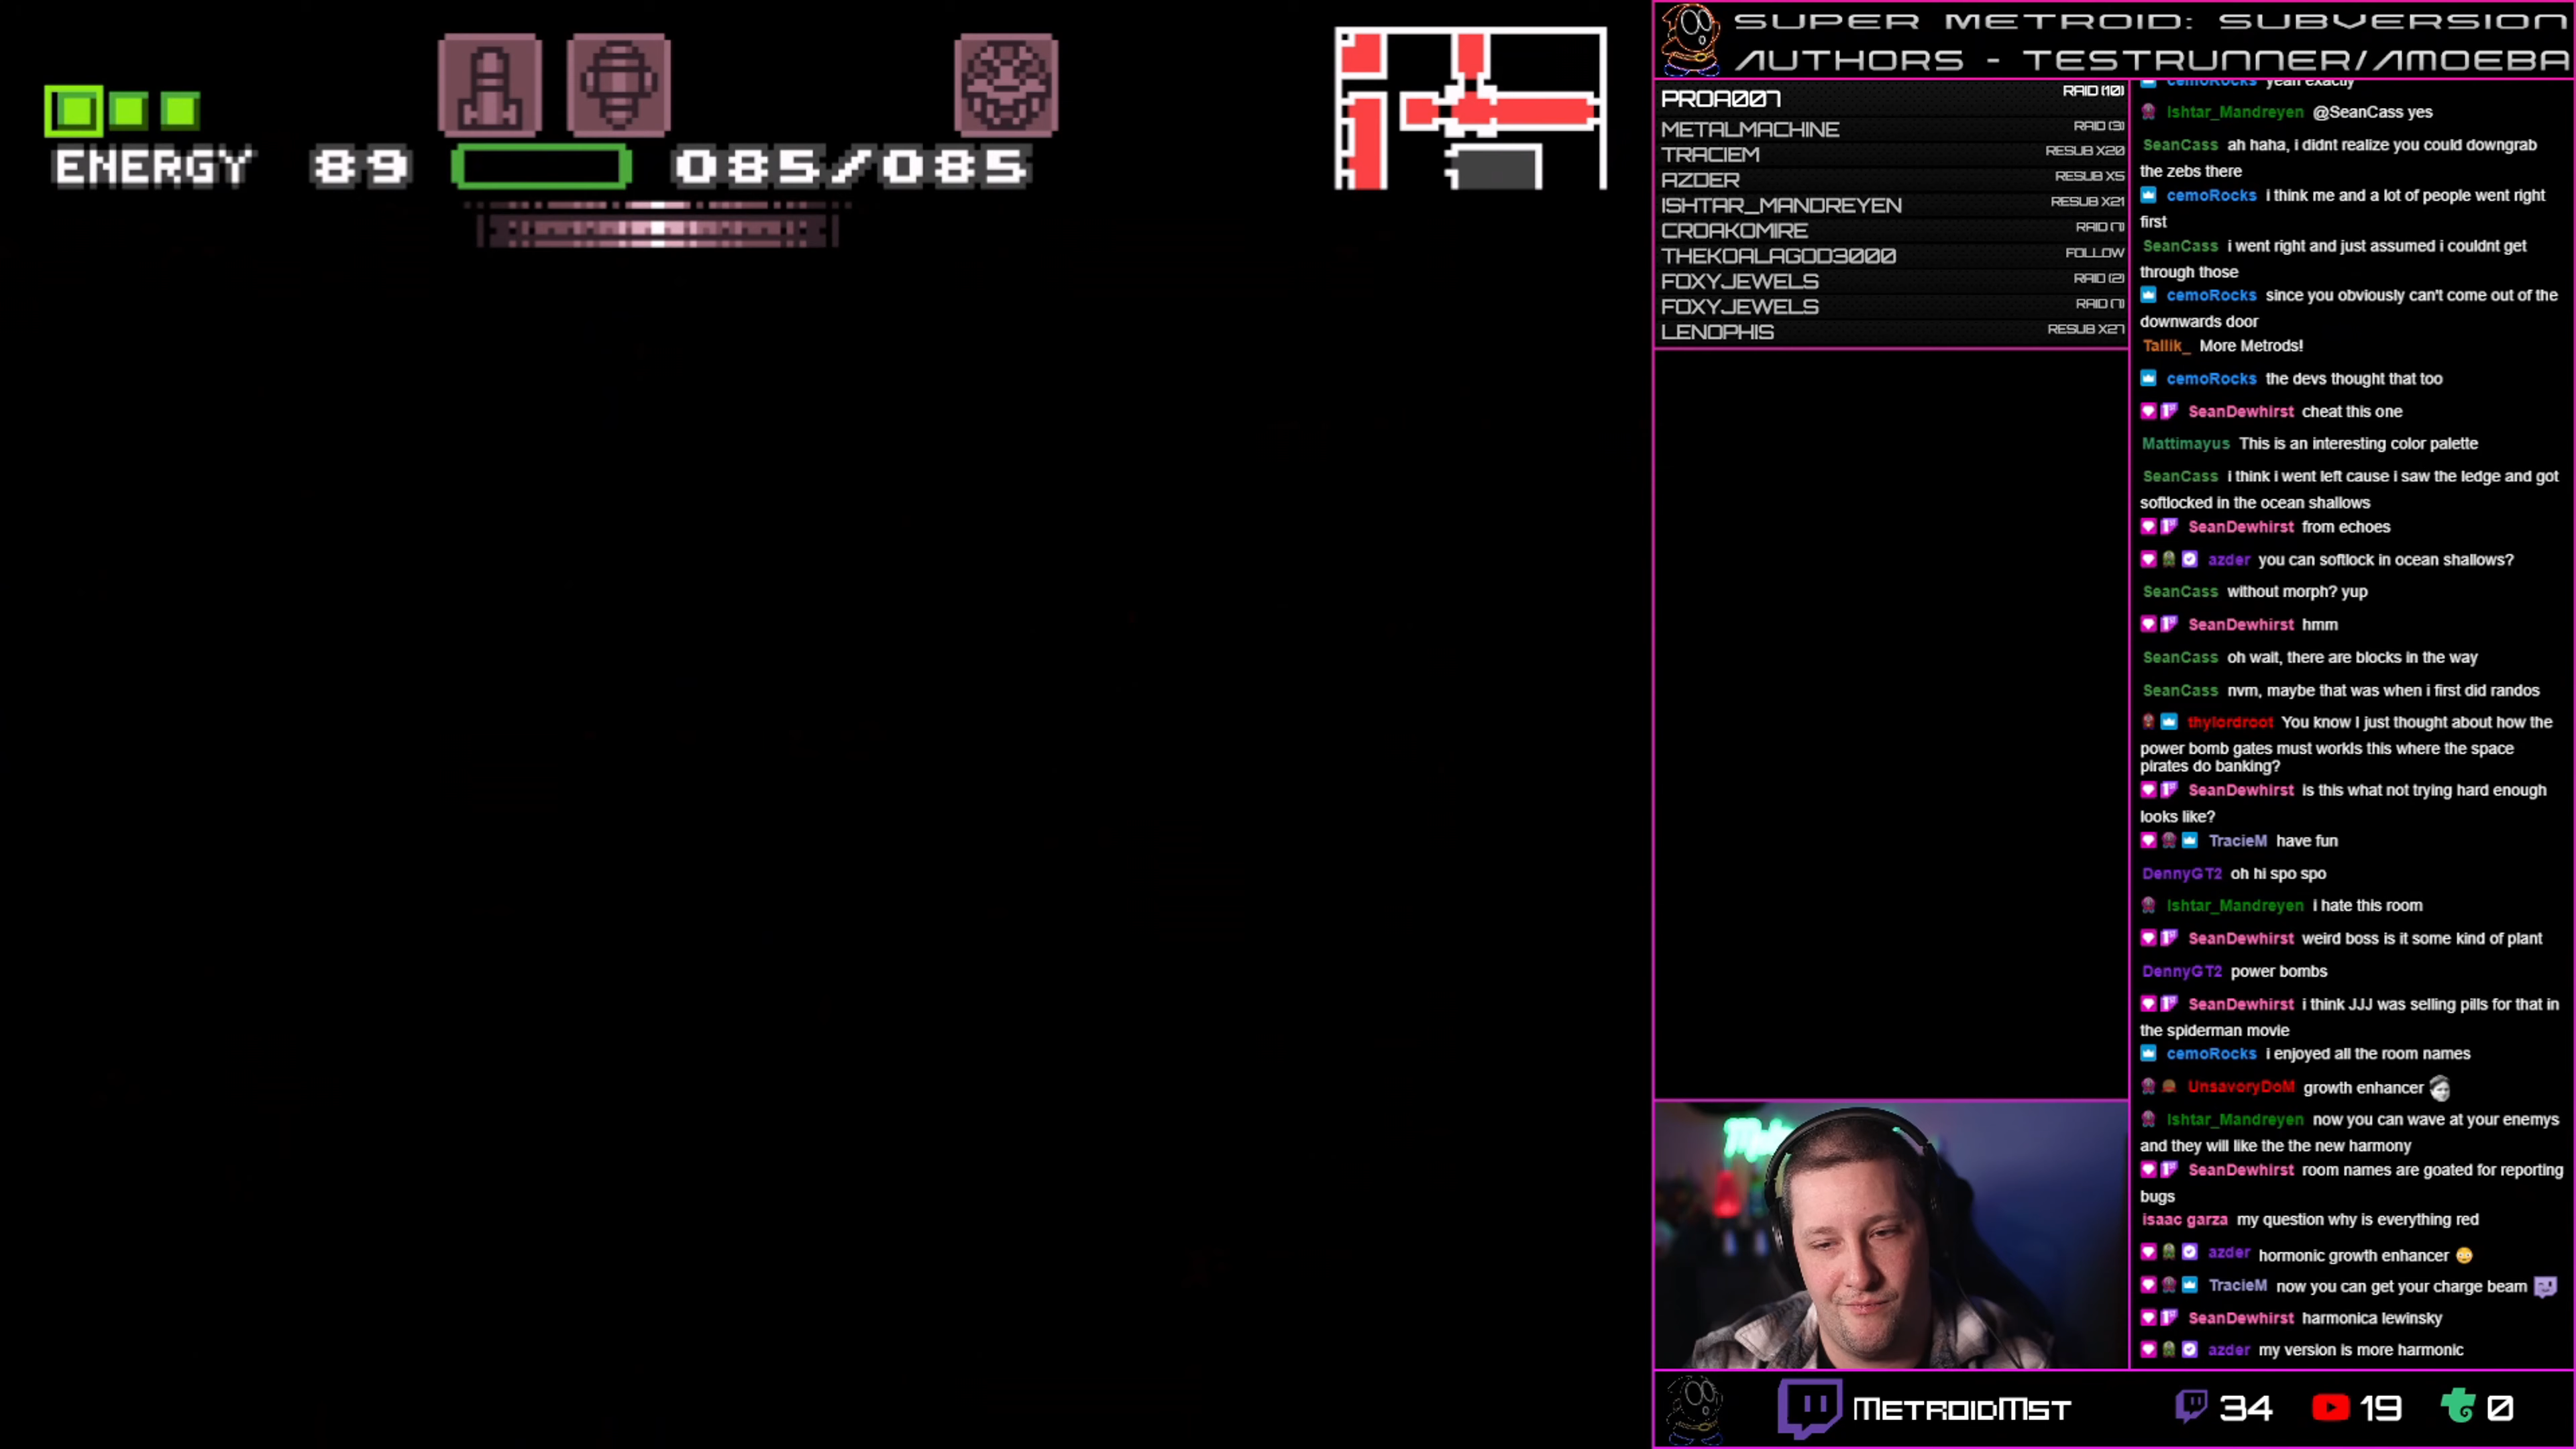 ENERGY 89 085/085
SUPER METROID: SUBVERSION
AUTHORS - TESTRUNNER/AMOEBA
PROA007 RAID (10)
METALMACHINE RAID (3)
TRACIEM RESUB X20
AZDER RESUB X5
ISHTAR_MANDREYEN RESUB X21
CROAKOMIRE RAID (7)
THEKOALAGOD3000 FOLLOW
FOXYJEWELS RAID (2)
FOXYJEWELS RAID (7)
LENOPHIS RESUB X27
cemoRocks yeah exactly
Ishtar_Mandreyen @SeanCass yes
SeanCass ah haha, i didnt realize you could downgrab
the zebs there
cemoRocks i think me and a lot of people went right
first
SeanCass i went right and just assumed i couldnt get
through those
cemoRocks since you obviously can't come out of the
downwards door
Tallik_ More Metrods!
cemoRocks the devs thought that too
SeanDewhirst cheat this one
Mattimayus This is an interesting color palette
SeanCass i think i went left cause i saw the ledge and got
softlocked in the ocean shallows
SeanDewhirst from echoes
azder you can softlock in ocean shallows?
SeanCass without morph? yup
SeanDewhirst hmm
SeanCass oh wait, there are blocks in the way
SeanCass nvm, maybe that was when i first did randos
thylordroot You know I just thought about how the
power bomb gates must workIs this where the space
pirates do banking?
SeanDewhirst is this what not trying hard enough
looks like?
TracieM have fun
DennyGT2 oh hi spo spo
Ishtar_Mandreyen i hate this room
SeanDewhirst weird boss is it some kind of plant
DennyGT2 power bombs
SeanDewhirst i think JJJ was selling pills for that in
the spiderman movie
cemoRocks i enjoyed all the room names
UnsavoryDoM growth enhancer
Ishtar_Mandreyen now you can wave at your enemys
and they will like the the new harmony
SeanDewhirst room names are goated for reporting
bugs
isaac garza my question why is everything red
azder hormonic growth enhancer
TracieM now you can get your charge beam
SeanDewhirst harmonica lewinsky
azder my version is more harmonic
METROIDMST 34 19 0